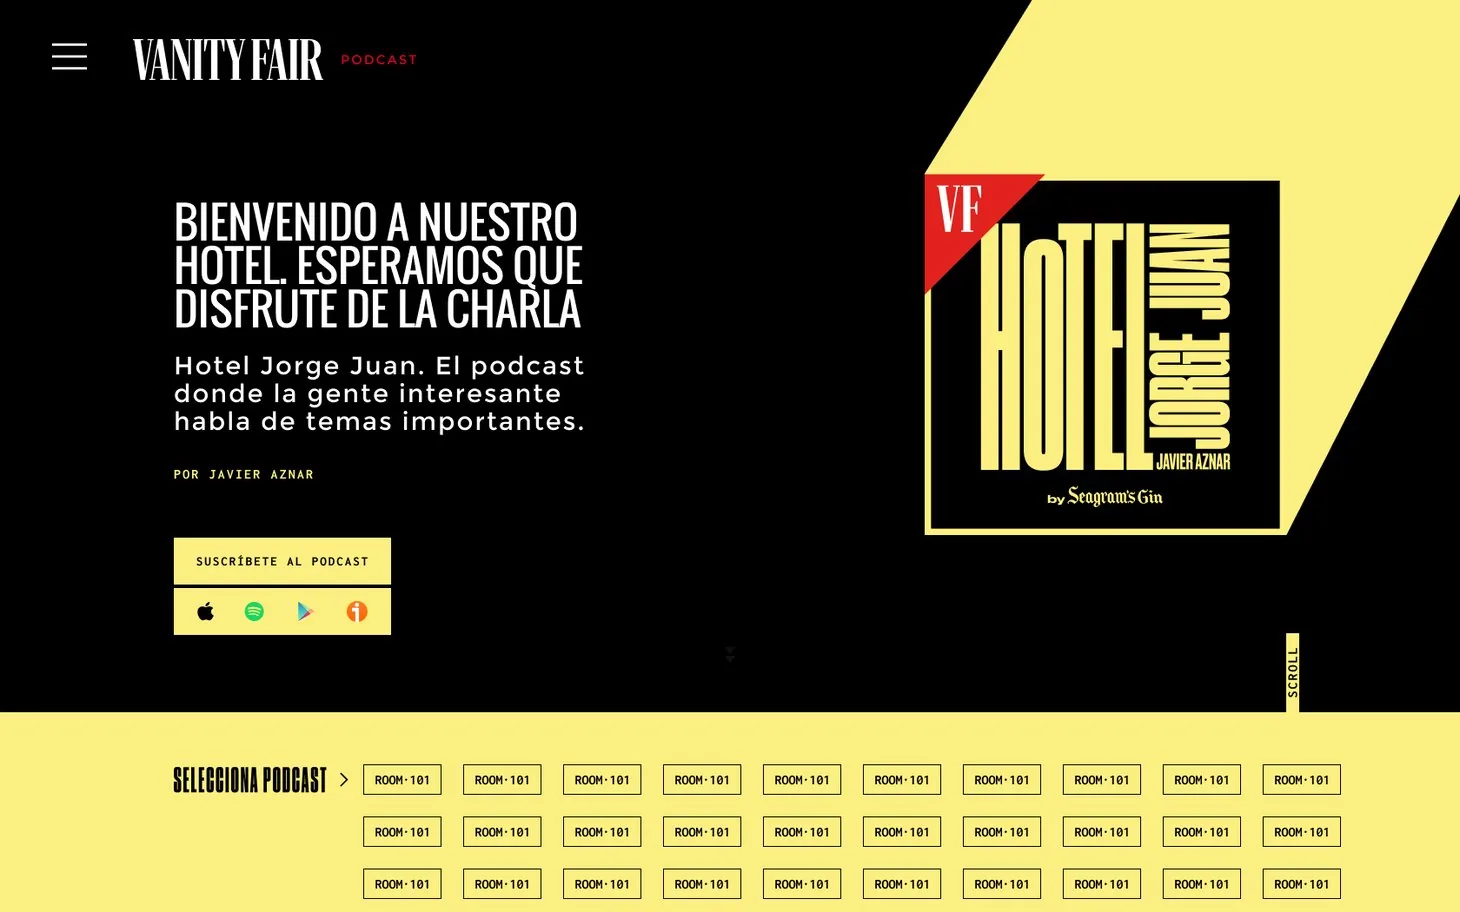 VANITY FAIR PODCAST
BIENVENIDO A NUESTRO
HOTEL. ESPERAMOS QUE
DISFRUTE DE LA CHARLA
Hotel Jorge Juan. El podcast
donde la gente interesante
habla de temas importantes.
POR JAVIER AZNAR
SUSCRÍBETE AL PODCAST
VF
HOTEL
JORGE JUAN
JAVIER AZNAR
by Seagram's Gin
SCROLL
SELECCIONA PODCAST
ROOM·101 ROOM·101 ROOM·101 ROOM·101 ROOM·101 ROOM·101 ROOM·101 ROOM·101 ROOM·101 ROOM·101
ROOM·101 ROOM·101 ROOM·101 ROOM·101 ROOM·101 ROOM·101 ROOM·101 ROOM·101 ROOM·101 ROOM·101
ROOM·101 ROOM·101 ROOM·101 ROOM·101 ROOM·101 ROOM·101 ROOM·101 ROOM·101 ROOM·101 ROOM·101